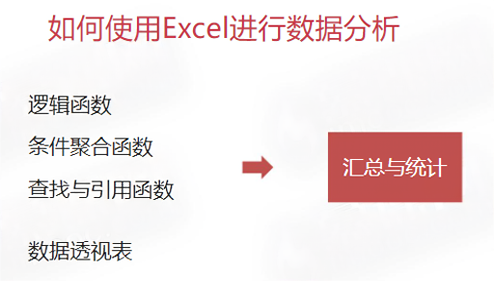 如何使用Excel进行数据分析
逻辑函数
条件聚合函数
查找与引用函数
数据透视表
汇总与统计